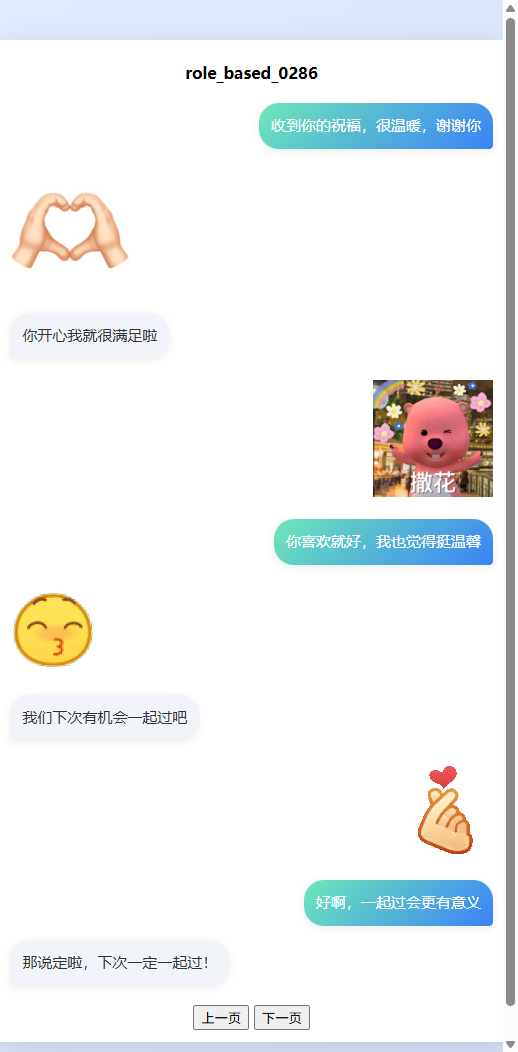 role_based_0286
收到你的祝福，很温暖，谢谢你
你开心我就很满足啦
撒花
你喜欢就好，我也觉得挺温馨
我们下次有机会一起过吧
好啊，一起过会更有意义
那说定啦，下次一定一起过！
上一页 下一页